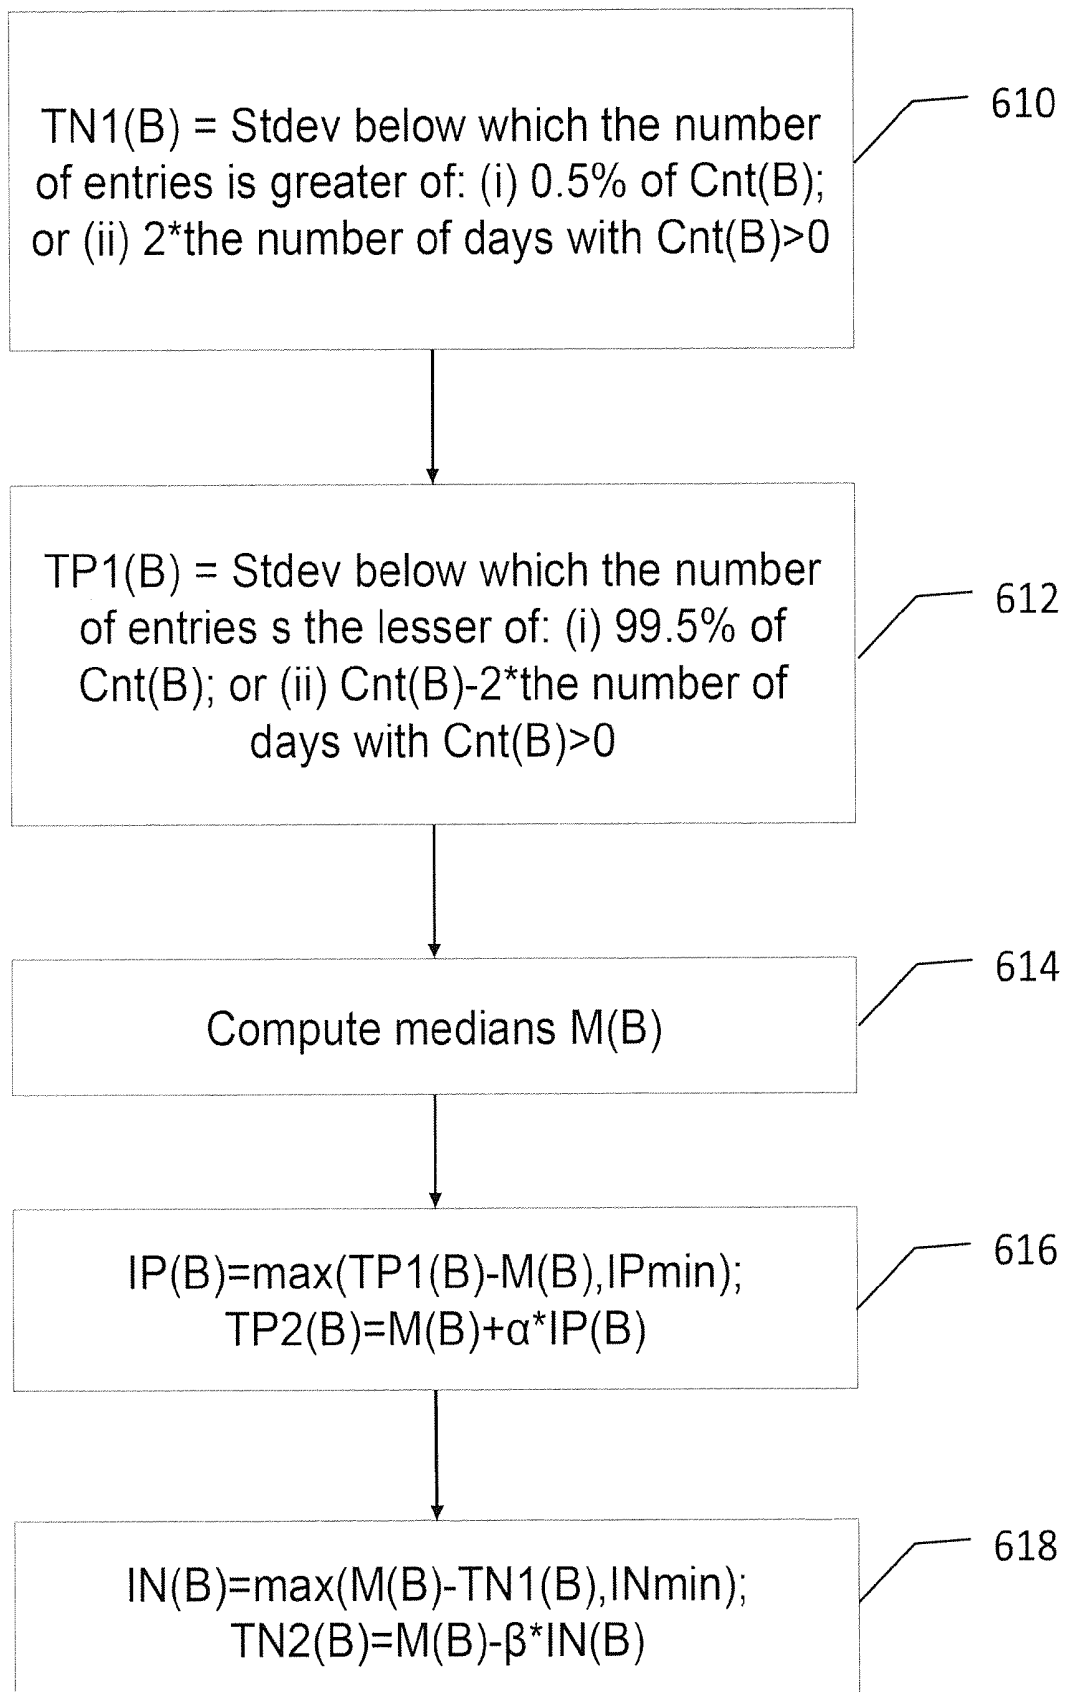 TN1(B) = Stdev below which the number
of entries is greater of: (i) 0.5% of Cnt(B);
or (ii) 2*the number of days with Cnt(B)>0
610
TP1(B) = Stdev below which the number
of entries s the lesser of: (i) 99.5% of
Cnt(B); or (ii) Cnt(B)-2*the number of
days with Cnt(B)>0
612
Compute medians M(B)
614
IP(B)=max(TP1(B)-M(B),IPmin);
TP2(B)=M(B)+α*IP(B)
616
IN(B)=max(M(B)-TN1(B),INmin);
TN2(B)=M(B)-β*IN(B)
618